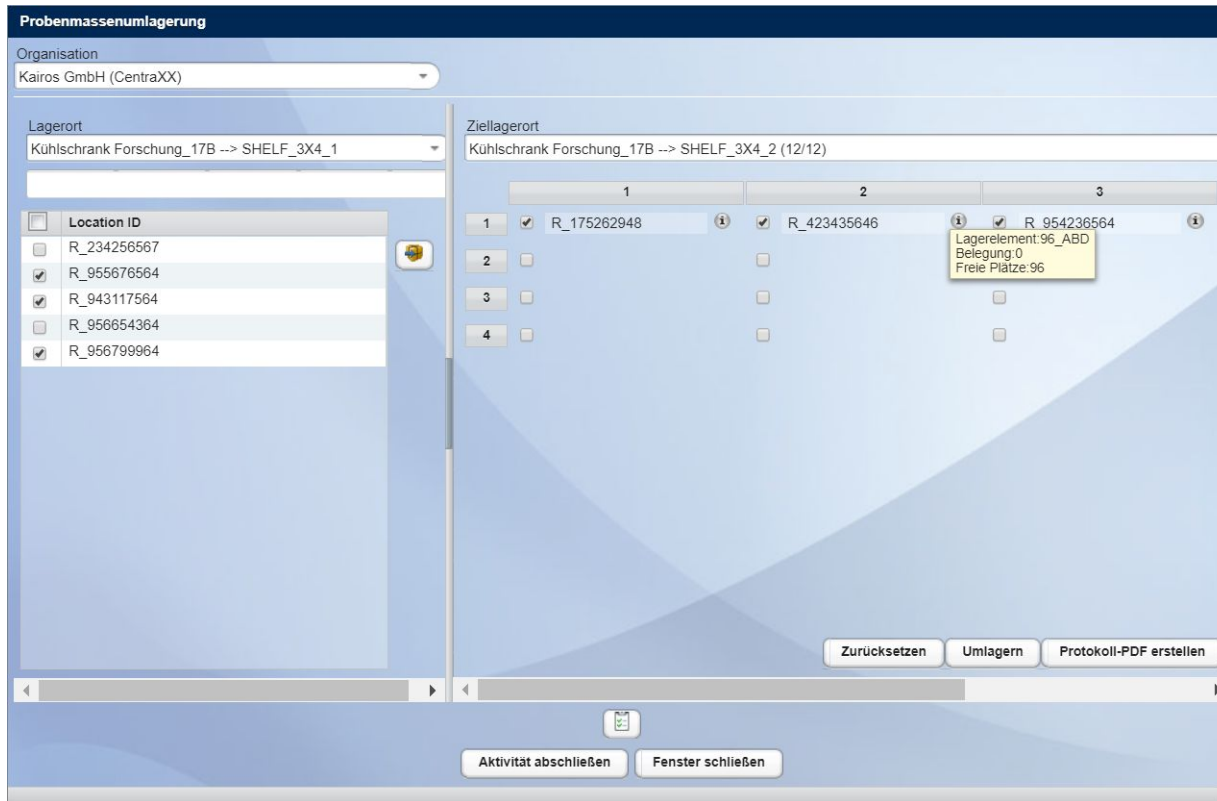 Probenmassenumlagerung
Organisation
Kairos GmbH (CentraXX)
Lagerort
Kühlschrank Forschung_17B --> SHELF_3X4_1
Location ID
R_234256567
R_955676564
R_943117564
R_956654364
R_956799964
Ziellagerort
Kühlschrank Forschung_17B --> SHELF_3X4_2 (12/12)
1 2 3
1 R_175262948 R_423435646 R_954236564
Lagerelement:96_ABD
Belegung:0
Freie Plätze:96
2
3
4
Zurücksetzen Umlagern Protokoll-PDF erstellen
Aktivität abschließen Fenster schließen